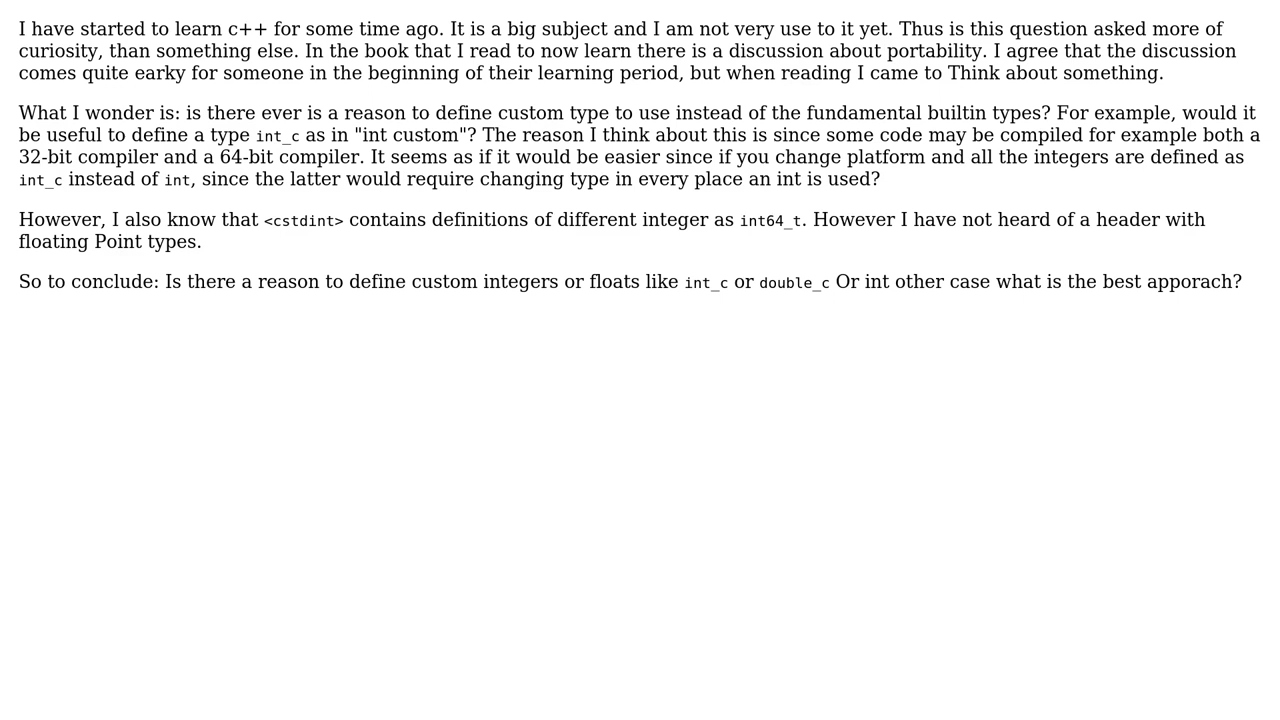 I have started to learn c++ for some time ago. It is a big subject and I am not very use to it yet. Thus is this question asked more of
curiosity, than something else. In the book that I read to now learn there is a discussion about portability. I agree that the discussion
comes quite earky for someone in the beginning of their learning period, but when reading I came to Think about something.
What I wonder is: is there ever is a reason to define custom type to use instead of the fundamental builtin types? For example, would it
be useful to define a type int_c as in "int custom"? The reason I think about this is since some code may be compiled for example both a
32-bit compiler and a 64-bit compiler. It seems as if it would be easier since if you change platform and all the integers are defined as
int_c instead of int, since the latter would require changing type in every place an int is used?
However, I also know that <cstdint> contains definitions of different integer as int64_t. However I have not heard of a header with
floating Point types.
So to conclude: Is there a reason to define custom integers or floats like int_c or double_c Or int other case what is the best apporach?